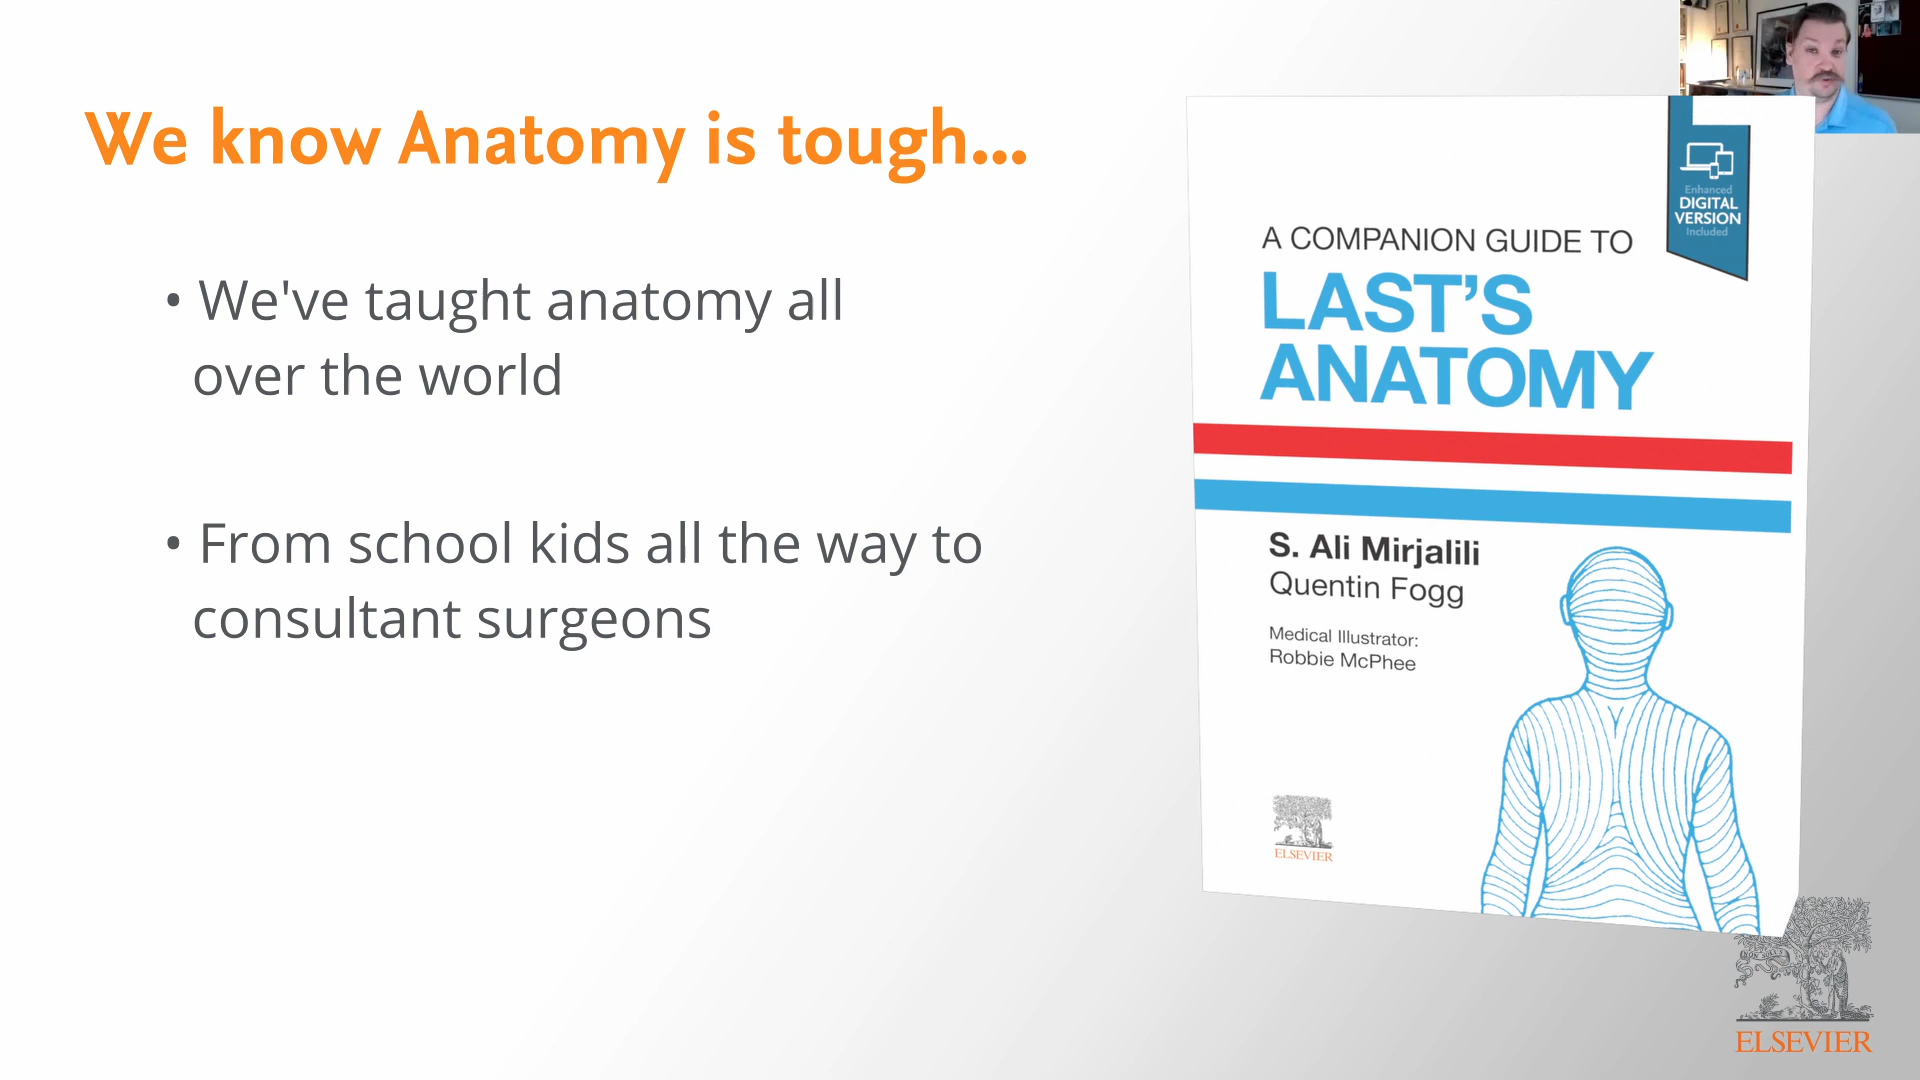 We know Anatomy is tough...
• We've taught anatomy all
over the world
• From school kids all the way to
consultant surgeons
Enhanced
DIGITAL
VERSION
Included
A COMPANION GUIDE TO
LAST'S
ANATOMY
S. Ali Mirjalili
Quentin Fogg
Medical Illustrator:
Robbie McPhee
ELSEVIER
ELSEVIER